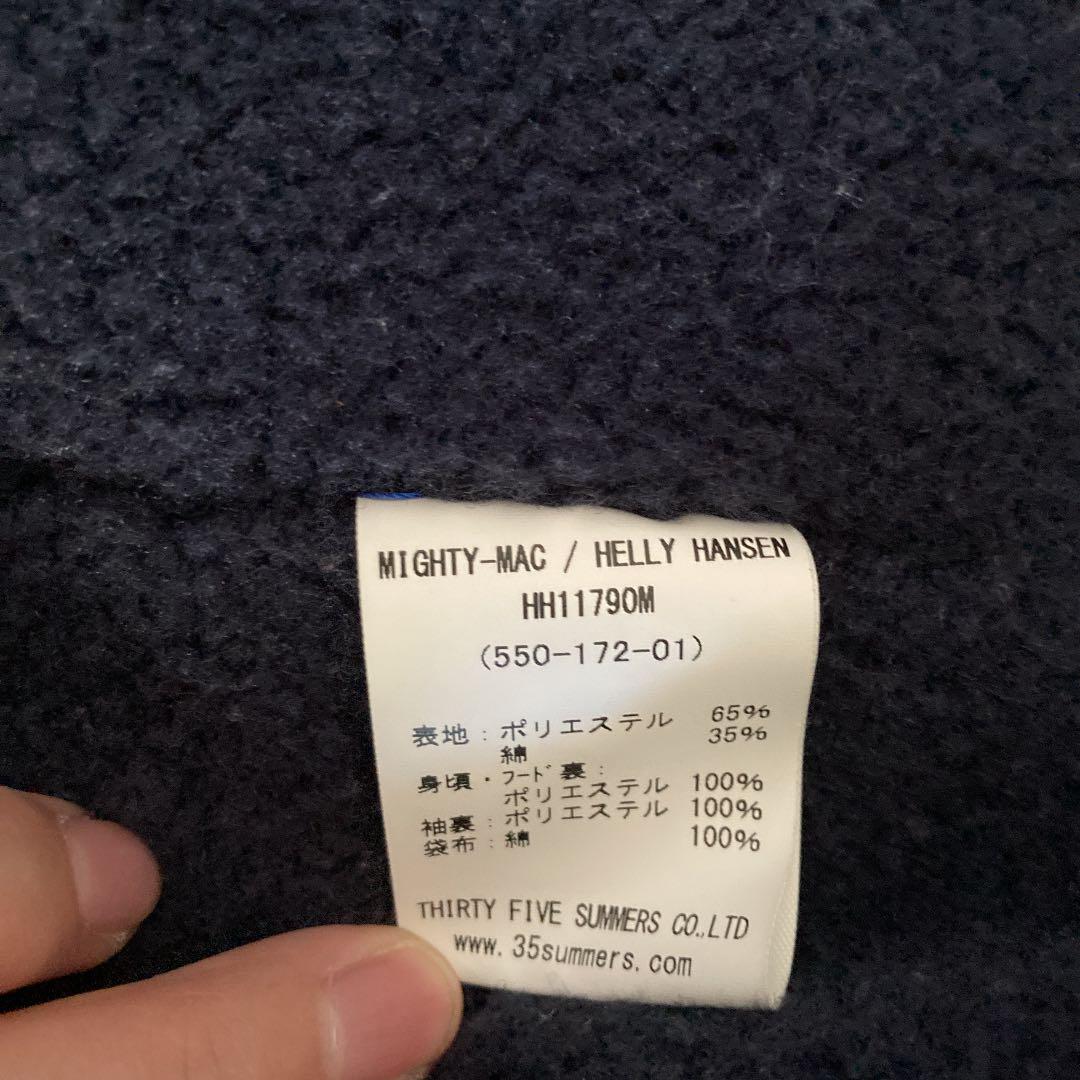 MIGHTY-MAC / HELLY HANSEN
HH11790M
(550-172-01)
表地：ポリエステル 65%
綿 35%
身頃・フード裏：
ポリエステル 100%
袖裏：ポリエステル 100%
袋布：綿 100%
THIRTY FIVE SUMMERS CO.,LTD
www.35summers.com